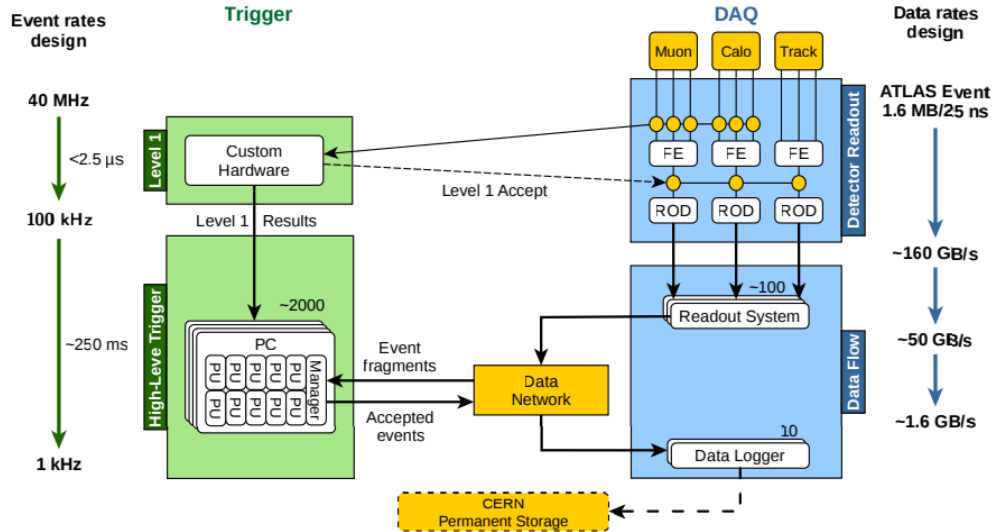 Event rates
design
Trigger
DAQ
Data rates
design
Muon
Calo
Track
40 MHz
ATLAS Event
1.6 MB/25 ns
Level 1
Custom
Hardware
<2.5 µs
FE
FE
FE
Detector Readout
Level 1 Accept
100 kHz
Level 1 Results
ROD
ROD
ROD
~160 GB/s
High-Leve Trigger
~2000
~100
Readout System
~250 ms
PC
PU PU PU PU PU
PU PU PU PU PU
Manager
Event
fragments
Data
Network
~50 GB/s
Data Flow
Accepted
events
~1.6 GB/s
10
Data Logger
1 kHz
CERN
Permanent Storage